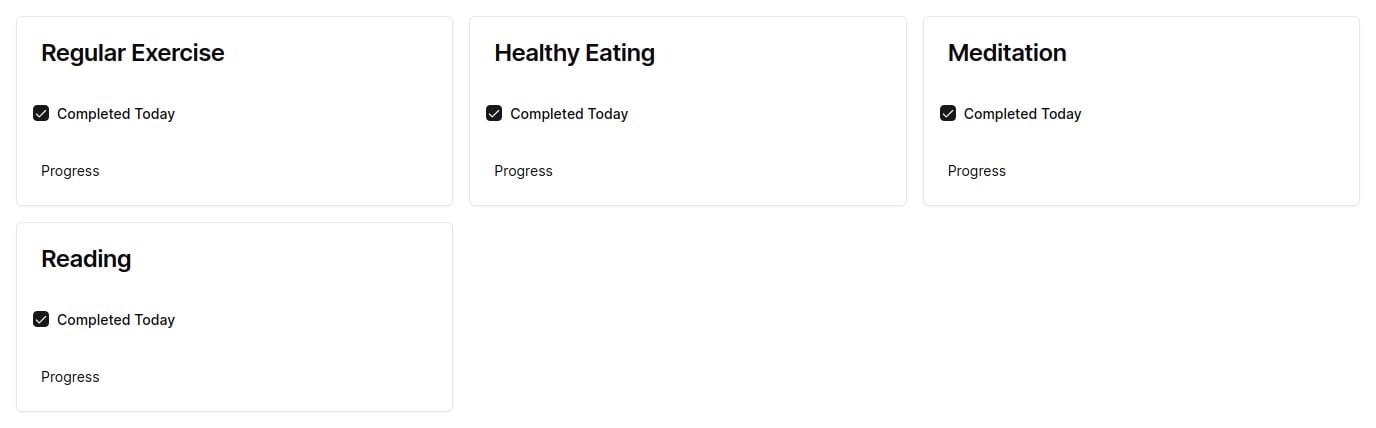 Regular Exercise
Completed Today
Progress
Healthy Eating
Completed Today
Progress
Meditation
Completed Today
Progress
Reading
Completed Today
Progress